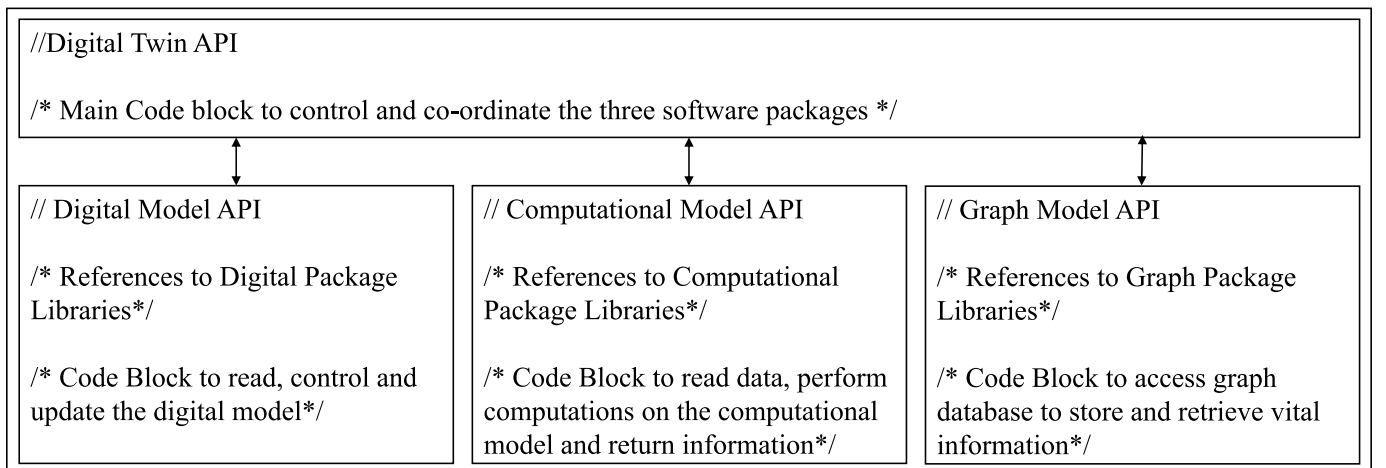 //Digital Twin API
/* Main Code block to control and co-ordinate the three software packages */
// Digital Model API
/* References to Digital Package
Libraries*/
/* Code Block to read, control and
update the digital model*/
// Computational Model API
/* References to Computational
Package Libraries*/
/* Code Block to read data, perform
computations on the computational
model and return information*/
// Graph Model API
/* References to Graph Package
Libraries*/
/* Code Block to access graph
database to store and retrieve vital
information*/